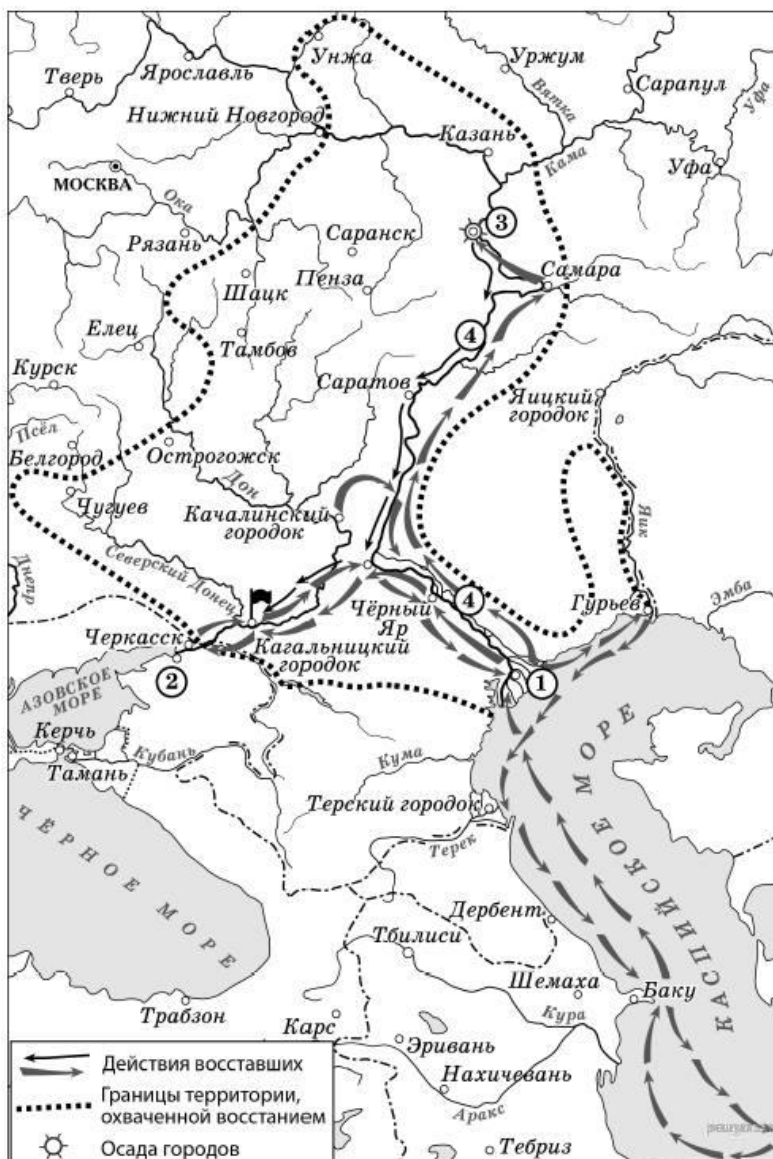 Унжа
Уржум
Ярославль
Тверь
Вятка
Сарапул
Уфа
Нижний Новгород
Казань
МОСКВА
Кама
Уфа
Ока
3
Рязань
Саранск
Самара
Шацк
Пенза
Елец
Тамбов
4
Курск
Саратов
Яицкий
городок
Псёл
Белгород
Острогожск
Дон
Чугуев
Качалинский
городок
Яик
Северский Донец
Днепр
Чёрный
Яр
4
Гурьев
Эмба
Черкасск
Кагальницкий
городок
2
1
АЗОВСКОЕ
МОРЕ
Керчь
Тамань
Кубань
Кума
Терский городок
Терек
ЧЁРНОЕ МОРЕ
КАСПИЙСКОЕ МОРЕ
Дербент
Тбилиси
Шемаха
Баку
Трабзон
Карс
Кура
Эривань
Нахичевань
Аракс
Тебриз
Действия восставших
Границы территории,
охваченной восстанием
Осада городов